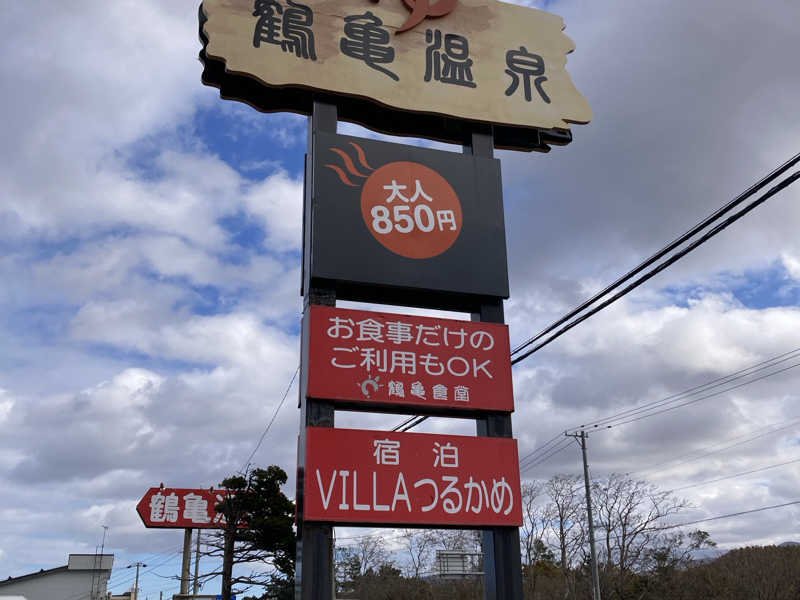 鶴亀温泉
大人
850円
お食事だけの
ご利用もOK
鶴亀食堂
宿泊
VILLAつるかめ
鶴亀温